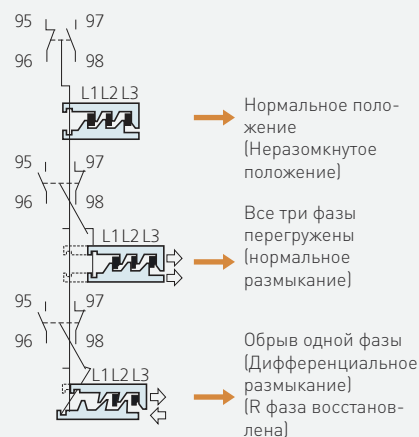 95 97
96 98
L1 L2 L3
Нормальное поло-
жение
(Неразомкнутое
положение)
95 97
96 98
L1 L2 L3
Все три фазы
перегружены
(нормальное
размыкание)
95 97
96 98
L1 L2 L3
Обрыв одной фазы
(Дифференциальное
размыкание)
(R фаза восстанов-
лена)